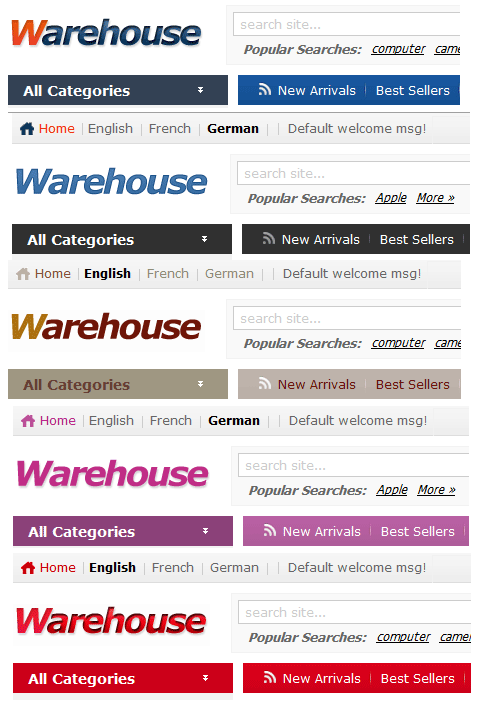 Warehouse
search site...
Popular Searches: computer came
All Categories New Arrivals Best Sellers
Home English French German Default welcome msg!
Warehouse
search site...
Popular Searches: Apple More »
All Categories New Arrivals Best Sellers
Home English French German Default welcome msg!
Warehouse
search site...
Popular Searches: computer came
All Categories New Arrivals Best Sellers
Home English French German Default welcome msg!
Warehouse
search site...
Popular Searches: Apple More »
All Categories New Arrivals Best Sellers
Home English French German Default welcome msg!
Warehouse
search site...
Popular Searches: computer camer
All Categories New Arrivals Best Sellers